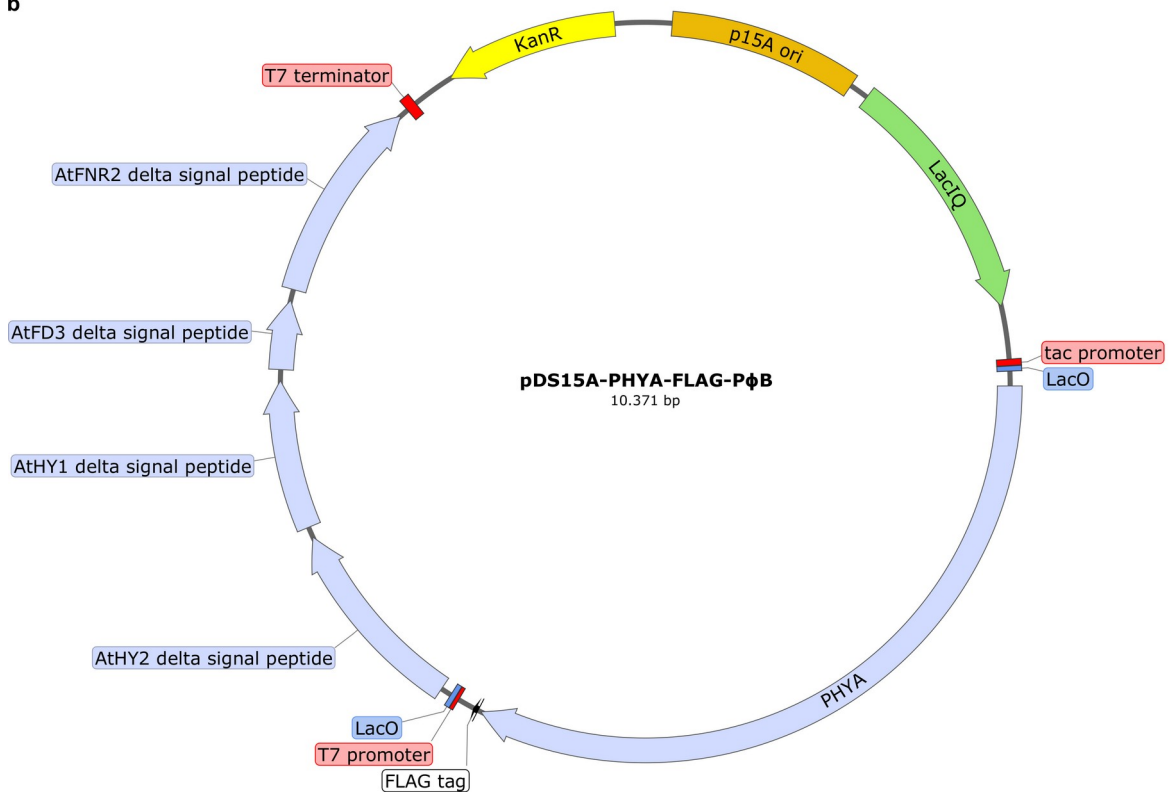 b
KanR
p15A ori
T7 terminator
LacIQ
AtFNR2 delta signal peptide
AtFD3 delta signal peptide
tac promoter
LacO
pDS15A-PHYA-FLAG-PϕB
10.371 bp
AtHY1 delta signal peptide
AtHY2 delta signal peptide
PHYA
LacO
T7 promoter
FLAG tag